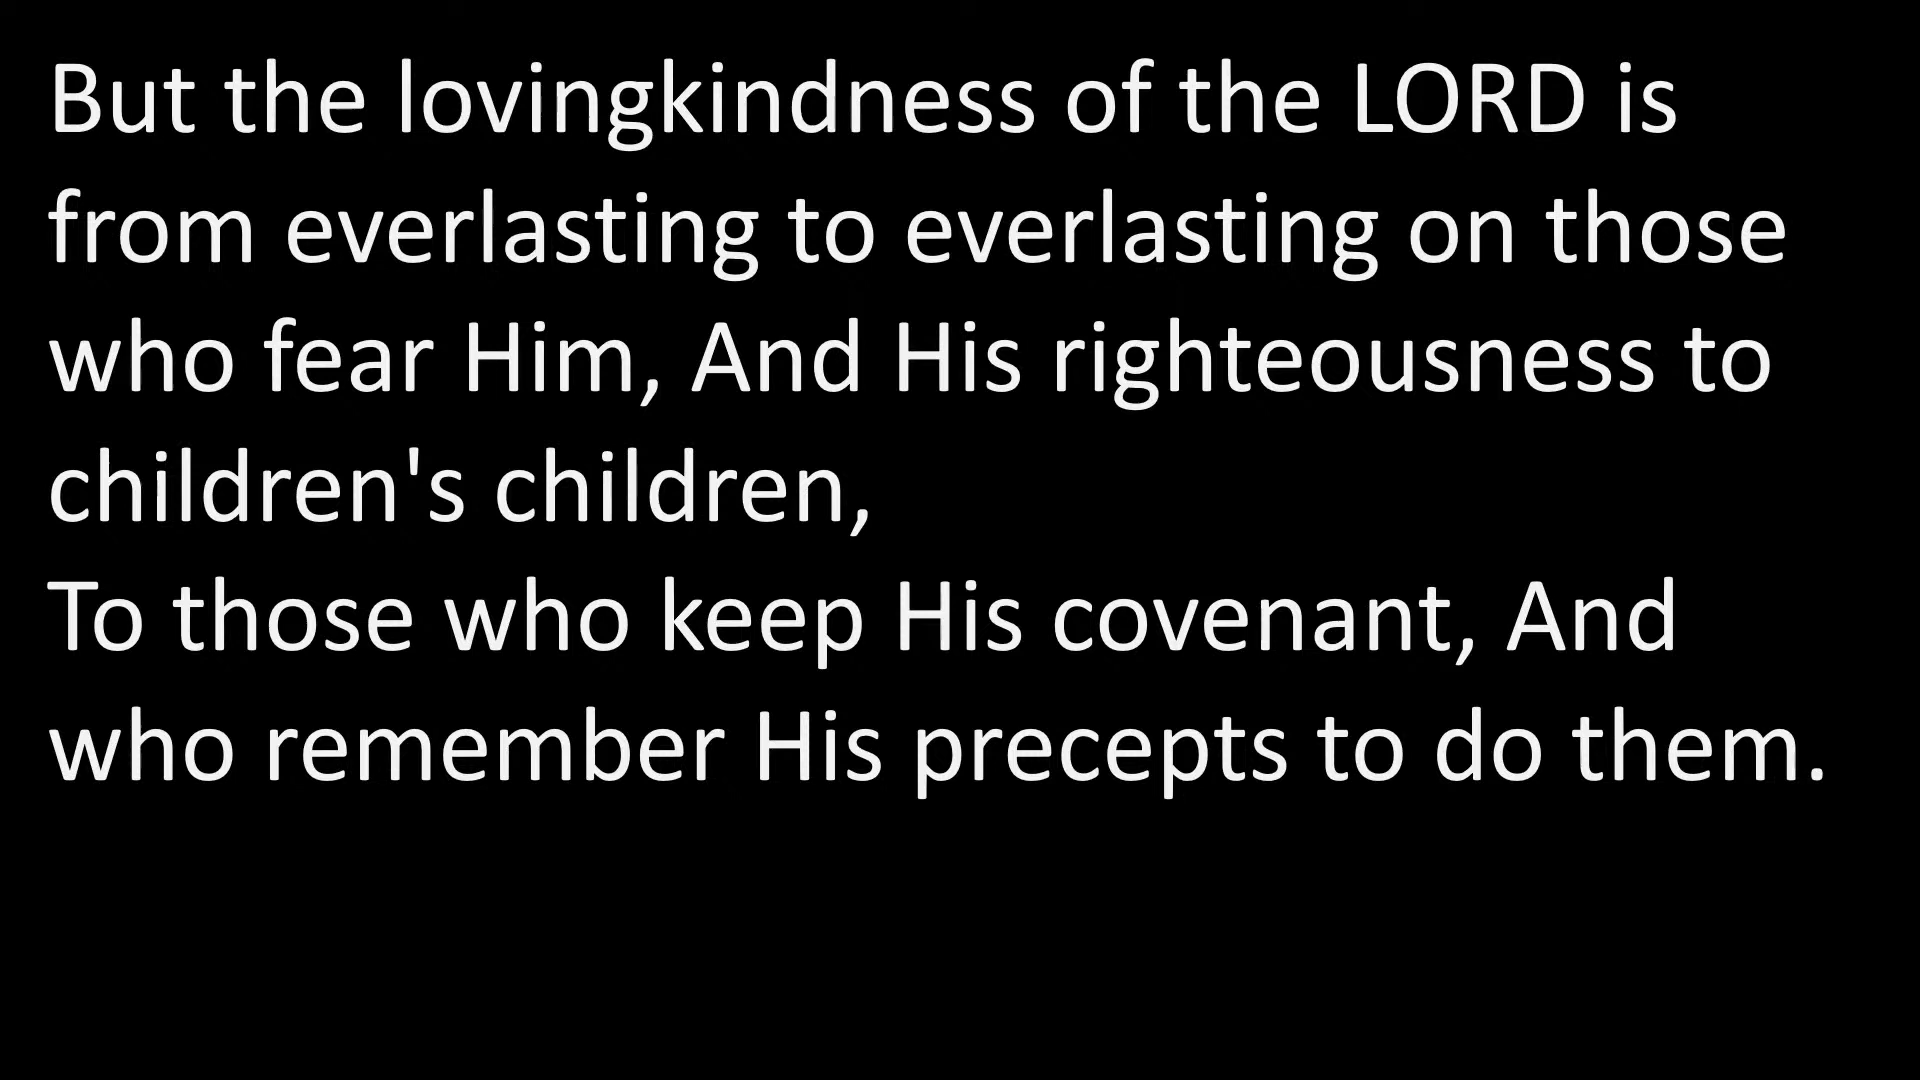 But the lovingkindness of the LORD is
from everlasting to everlasting on those
who fear Him, And His righteousness to
children's children,
To those who keep His covenant, And
who remember His precepts to do them.